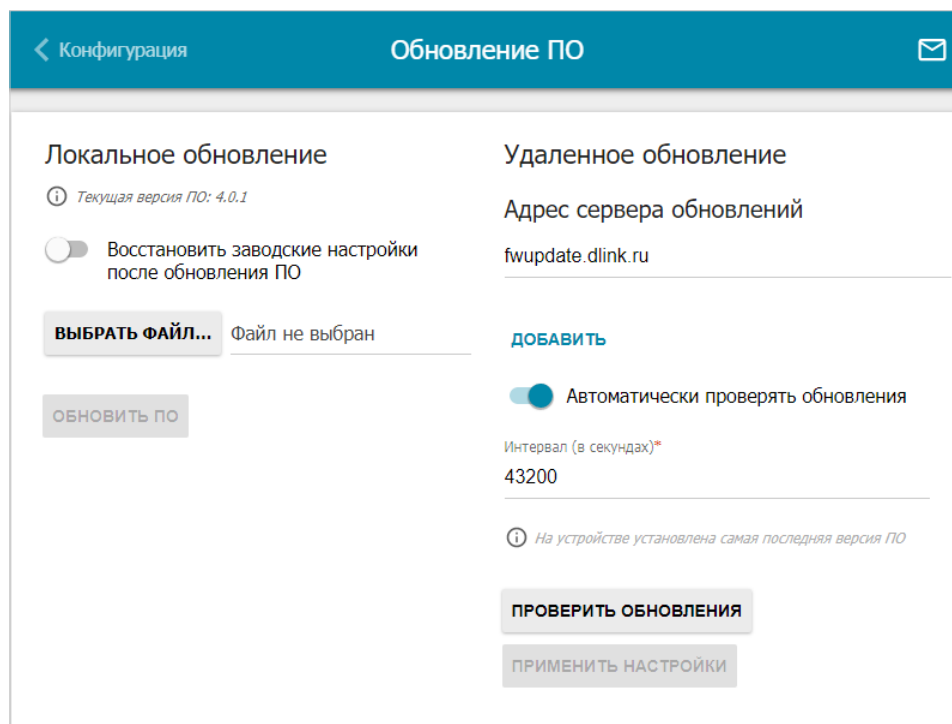 Конфигурация
Обновление ПО
Локальное обновление
Текущая версия ПО: 4.0.1
Восстановить заводские настройки
после обновления ПО
ВЫБРАТЬ ФАЙЛ...
Файл не выбран
ОБНОВИТЬ ПО
Удаленное обновление
Адрес сервера обновлений
fwupdate.dlink.ru
ДОБАВИТЬ
Автоматически проверять обновления
Интервал (в секундах)*
43200
На устройстве установлена самая последняя версия ПО
ПРОВЕРИТЬ ОБНОВЛЕНИЯ
ПРИМЕНИТЬ НАСТРОЙКИ